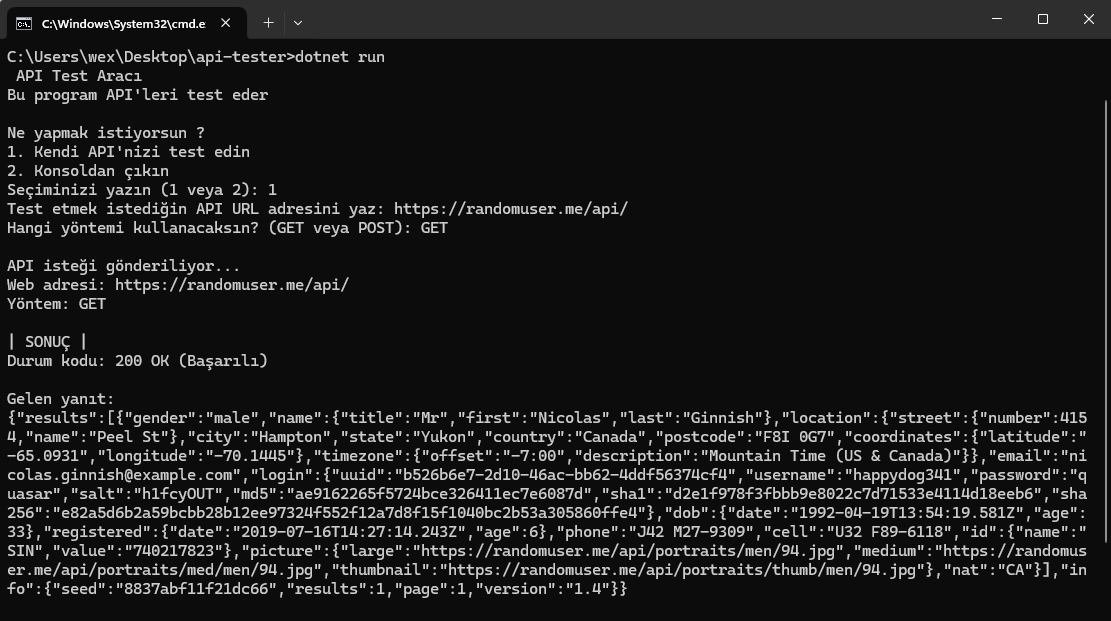 C:\Windows\System32\cmd.e
C:\Users\wex\Desktop\api-tester>dotnet run
API Test Aracı
Bu program API'leri test eder
Ne yapmak istiyorsun ?
1. Kendi API'nizi test edin
2. Konsoldan çıkın
Seçiminizi yazın (1 veya 2): 1
Test etmek istediğin API URL adresini yaz: https://randomuser.me/api/
Hangi yöntemi kullanacaksın? (GET veya POST): GET
API isteği gönderiliyor...
Web adresi: https://randomuser.me/api/
Yöntem: GET
| SONUÇ |
Durum kodu: 200 OK (Başarılı)
Gelen yanıt:
{"results":[{"gender":"male","name":{"title":"Mr","first":"Nicolas","last":"Ginnish"},"location":{"street":{"number":415
4,"name":"Peel St"},"city":"Hampton","state":"Yukon","country":"Canada","postcode":"F8I 0G7","coordinates":{"latitude":"
-65.0931","longitude":"-70.1445"},"timezone":{"offset":"-7:00","description":"Mountain Time (US & Canada)"}},"email":"ni
colas.ginnish@example.com","login":{"uuid":"b526b6e7-2d10-46ac-bb62-4ddf56374cf4","username":"happydog341","password":"q
uasar","salt":"h1fcyOUT","md5":"ae9162265f5724bce326411ec7e6087d","sha1":"d2e1f978f3fbbb9e8022c7d71533e4114d18eeb6","sha
256":"e82a5d6b2a59bcbb28b12ee97324f552f12a7d8f15f1040bc2b53a305860ffe4"},"dob":{"date":"1992-04-19T13:54:19.581Z","age":
33},"registered":{"date":"2019-07-16T14:27:14.243Z","age":6},"phone":"J42 M27-9309","cell":"U32 F89-6118","id":{"name":"
SIN","value":"740217823"},"picture":{"large":"https://randomuser.me/api/portraits/men/94.jpg","medium":"https://randomus
er.me/api/portraits/med/men/94.jpg","thumbnail":"https://randomuser.me/api/portraits/thumb/men/94.jpg"},"nat":"CA"}],"in
fo":{"seed":"8837abf11f21dc66","results":1,"page":1,"version":"1.4"}}